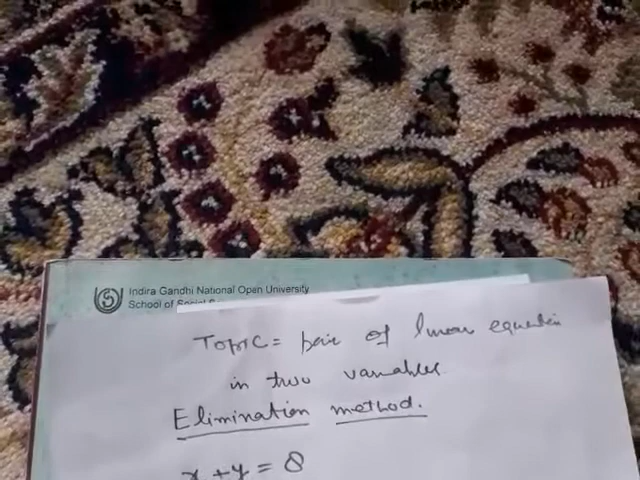 Indira Gandhi National Open University
School of Social
Topic = pair of linear equation
in two variables
Elimination method.
x + y = 8